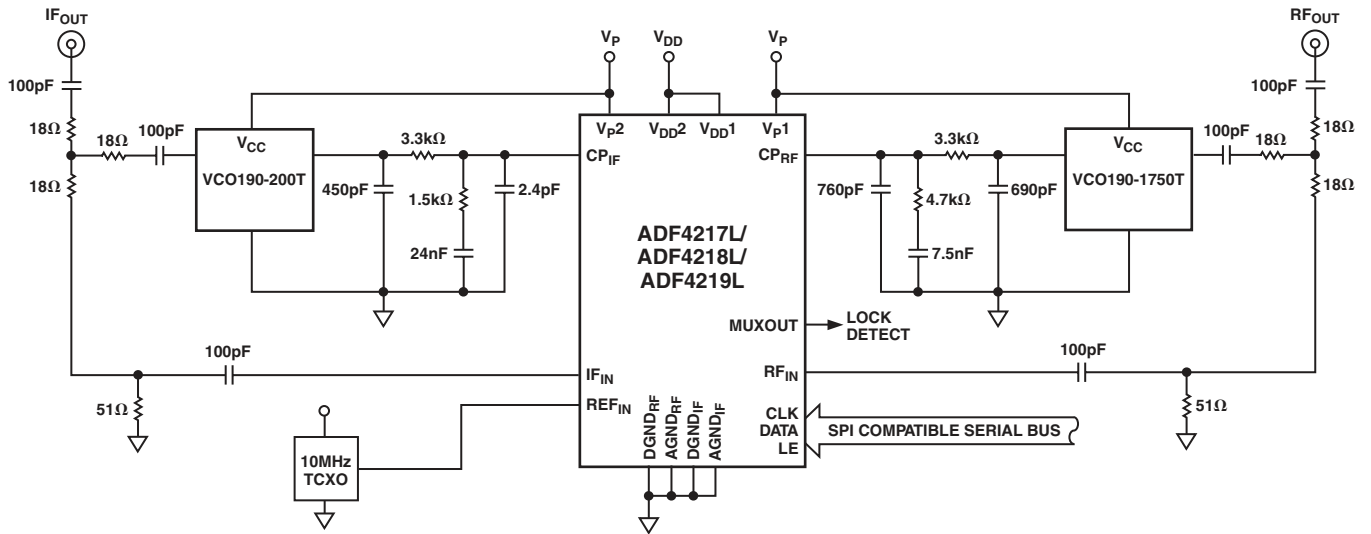 IFOUT
RFOUT
VP
VDD
VP
100pF
100pF
18Ω
18Ω
100pF
VCC
VCO190-200T
18Ω
3.3kΩ
450pF
1.5kΩ
2.4pF
24nF
VP2
VDD2
VDD1
VP1
CPIF
CPRF
ADF4217L/
ADF4218L/
ADF4219L
3.3kΩ
760pF
4.7kΩ
690pF
7.5nF
VCC
VCO190-1750T
100pF
18Ω
18Ω
18Ω
MUXOUT
LOCK
DETECT
100pF
IFIN
RFIN
100pF
51Ω
REFIN
51Ω
CLK
DATA
LE
SPI COMPATIBLE SERIAL BUS
DGNDRF
AGNDRF
DGNDIF
AGNDIF
10MHz
TCXO